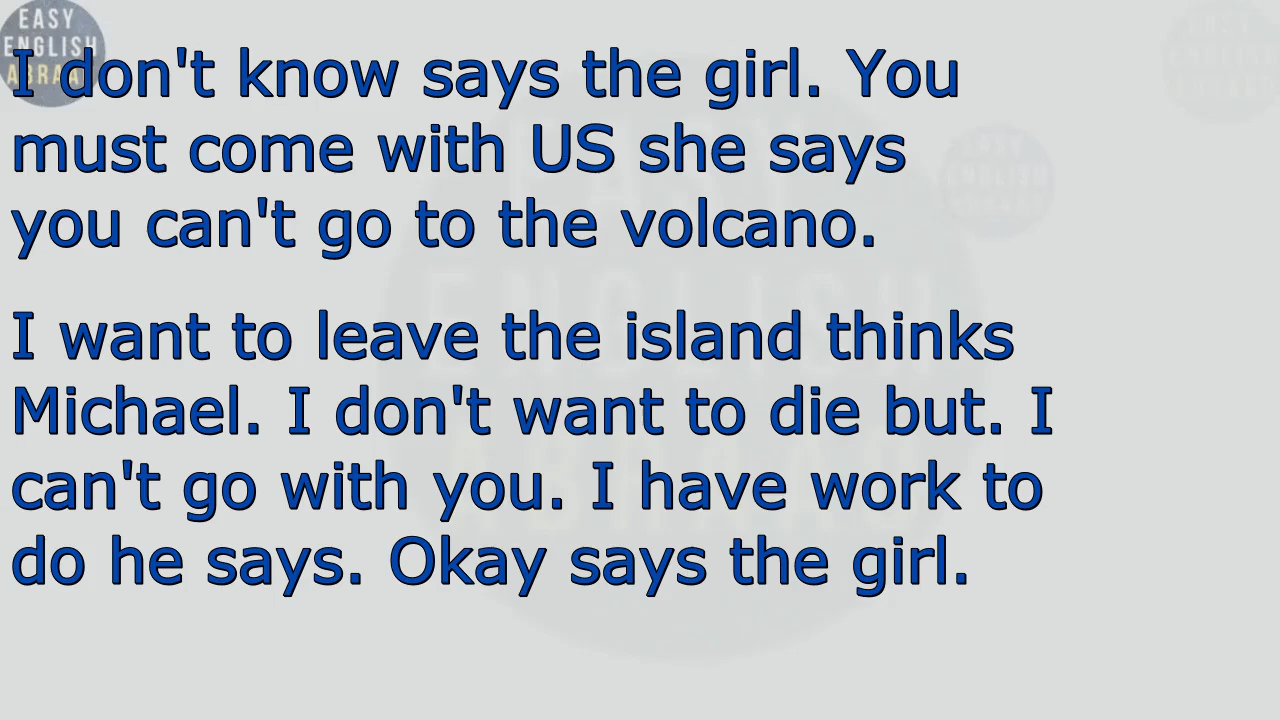 EASY
ENGLISH
ABRAAD
I don't know says the girl. You
must come with US she says
you can't go to the volcano.
I want to leave the island thinks
Michael. I don't want to die but. I
can't go with you. I have work to
do he says. Okay says the girl.